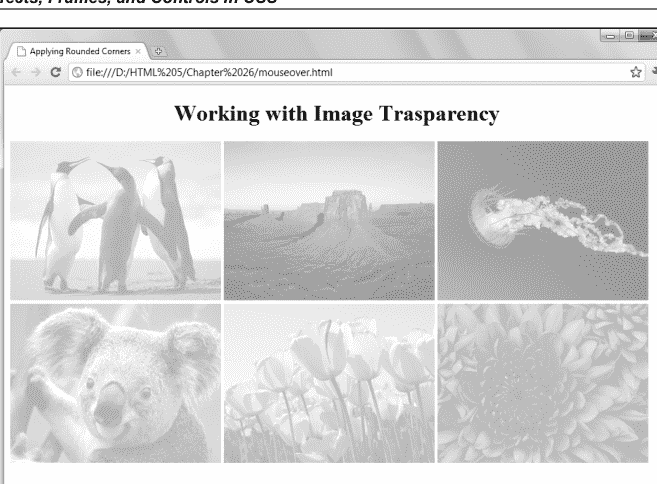 Effects, Frames, and Controls in CSS
Applying Rounded Corners
file:///D:/HTML%205/Chapter%2026/mouseover.html
Working with Image Trasparency